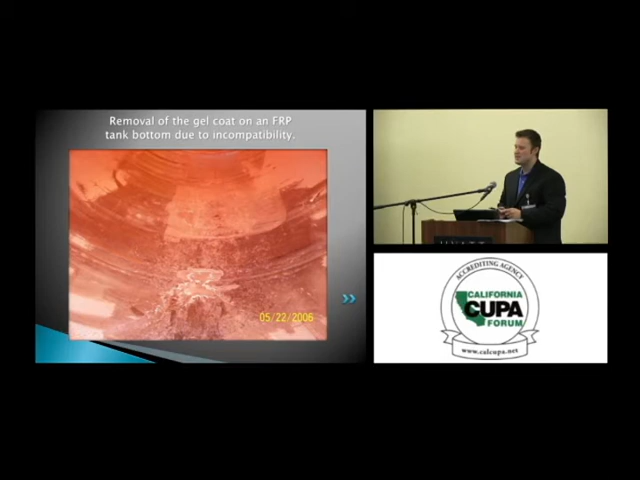 Removal of the gel coat on an FRP
tank bottom due to incompatibility.
05/22/2006
HYATT
ACCREDITING AGENCY
CALIFORNIA
CUPA
FORUM
www.calcupa.net